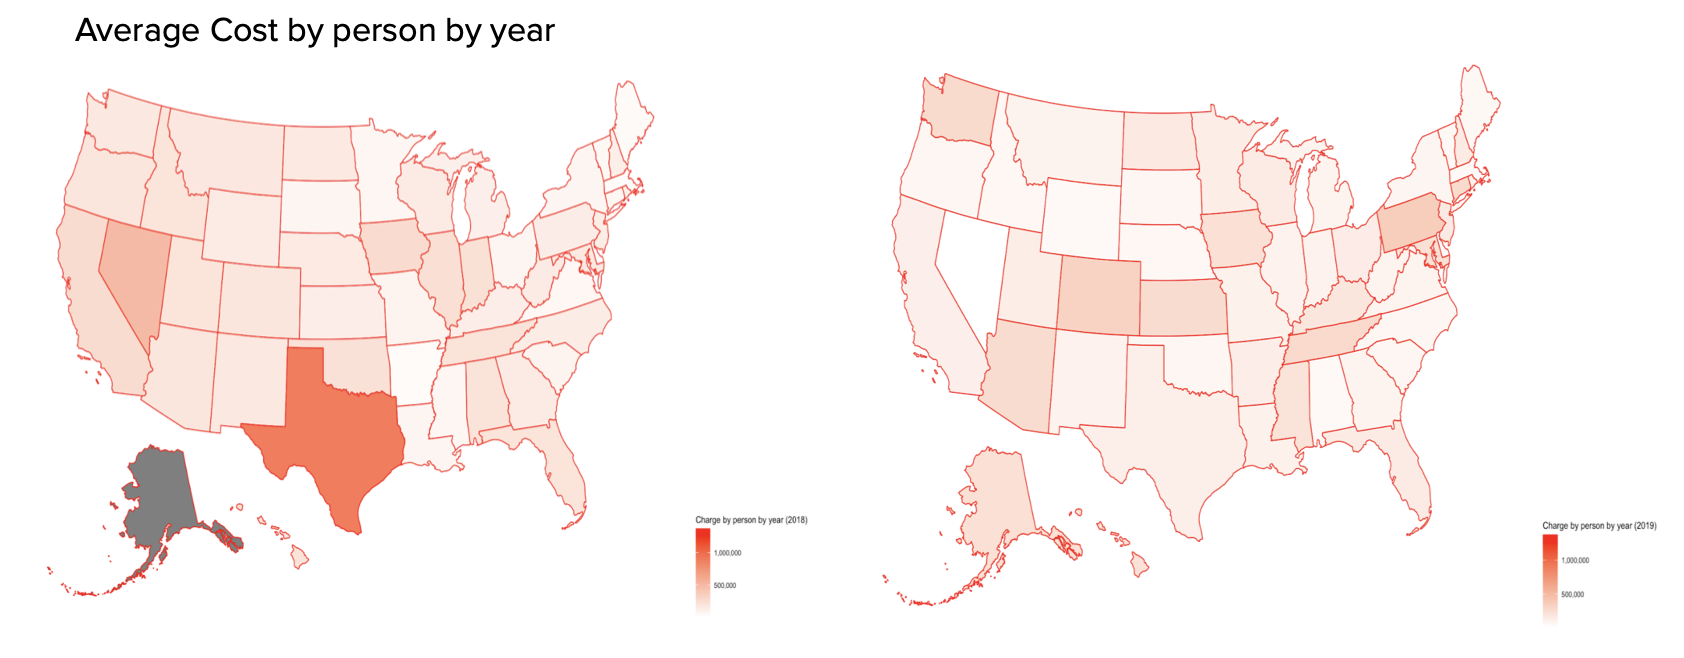 Average Cost by person by year
Charge by person by year (2018)
1,000,000
500,000
Charge by person by year (2019)
1,000,000
500,000